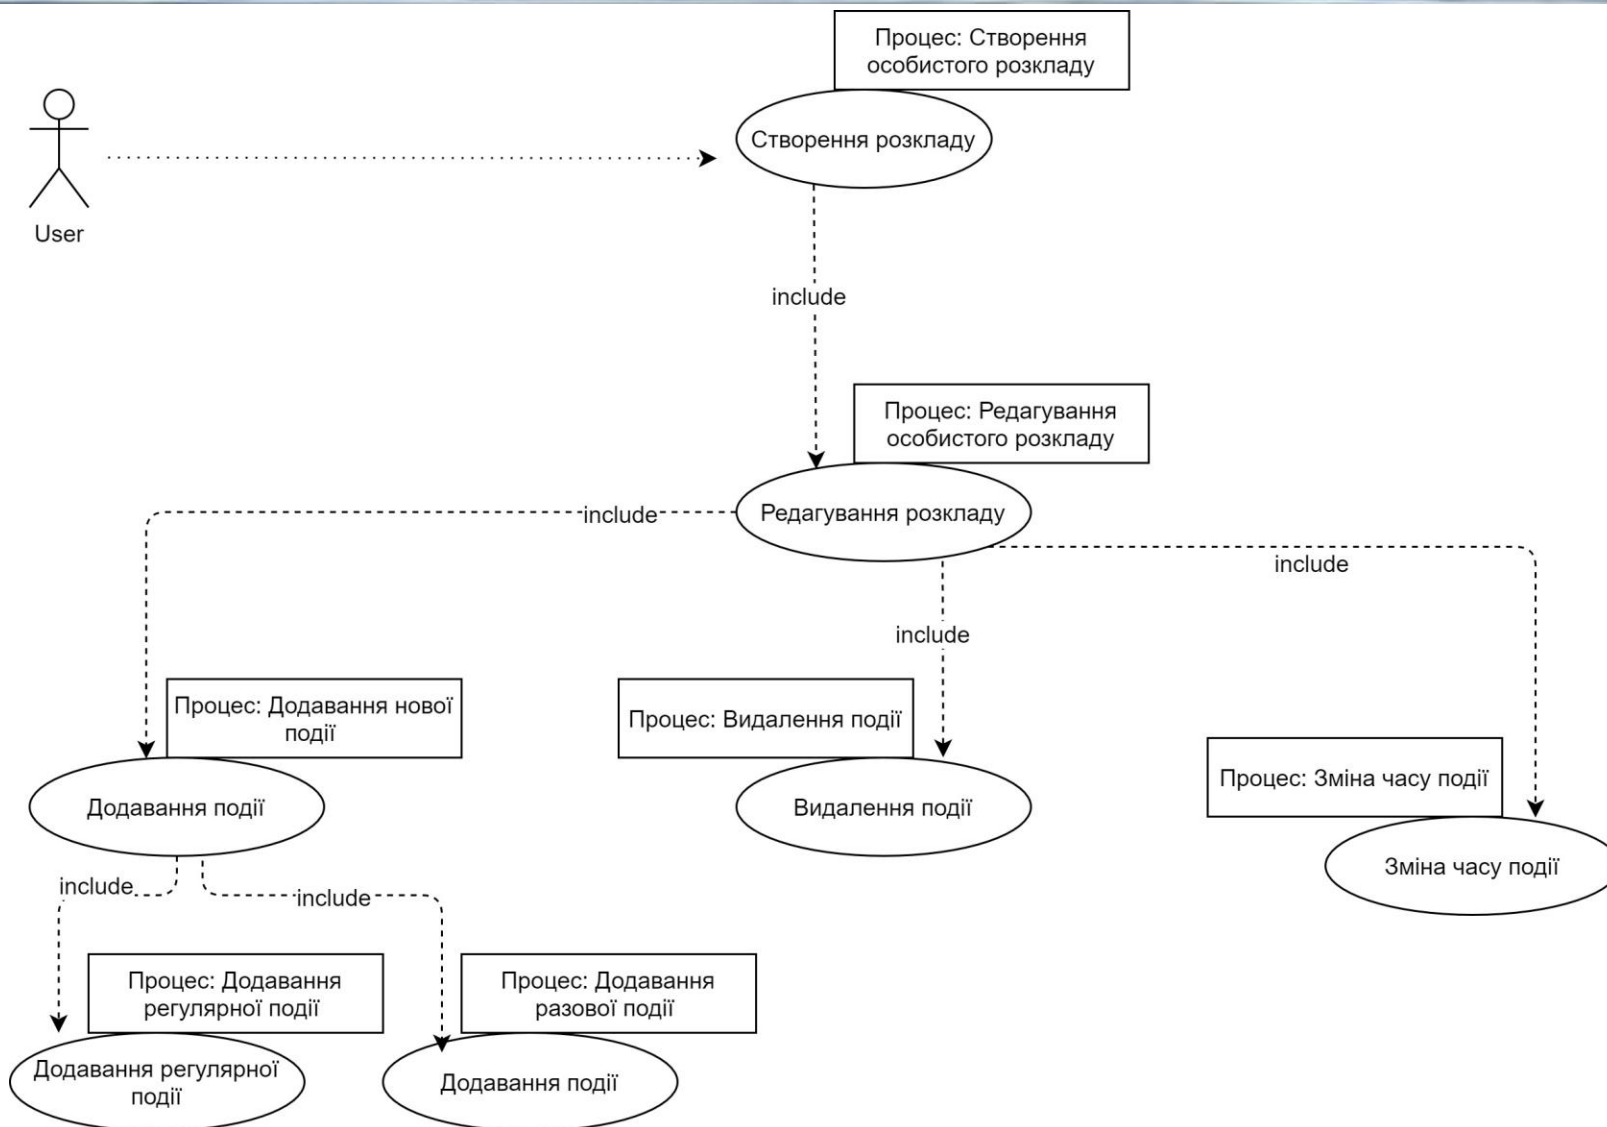 Процес: Створення
особистого розкладу
Створення розкладу
User
include
Процес: Редагування
особистого розкладу
Редагування розкладу
include
include
include
Процес: Додавання нової
події
Процес: Видалення події
Процес: Зміна часу події
Додавання події
Видалення події
Зміна часу події
include
include
Процес: Додавання
регулярної події
Процес: Додавання
разової події
Додавання регулярної
події
Додавання події